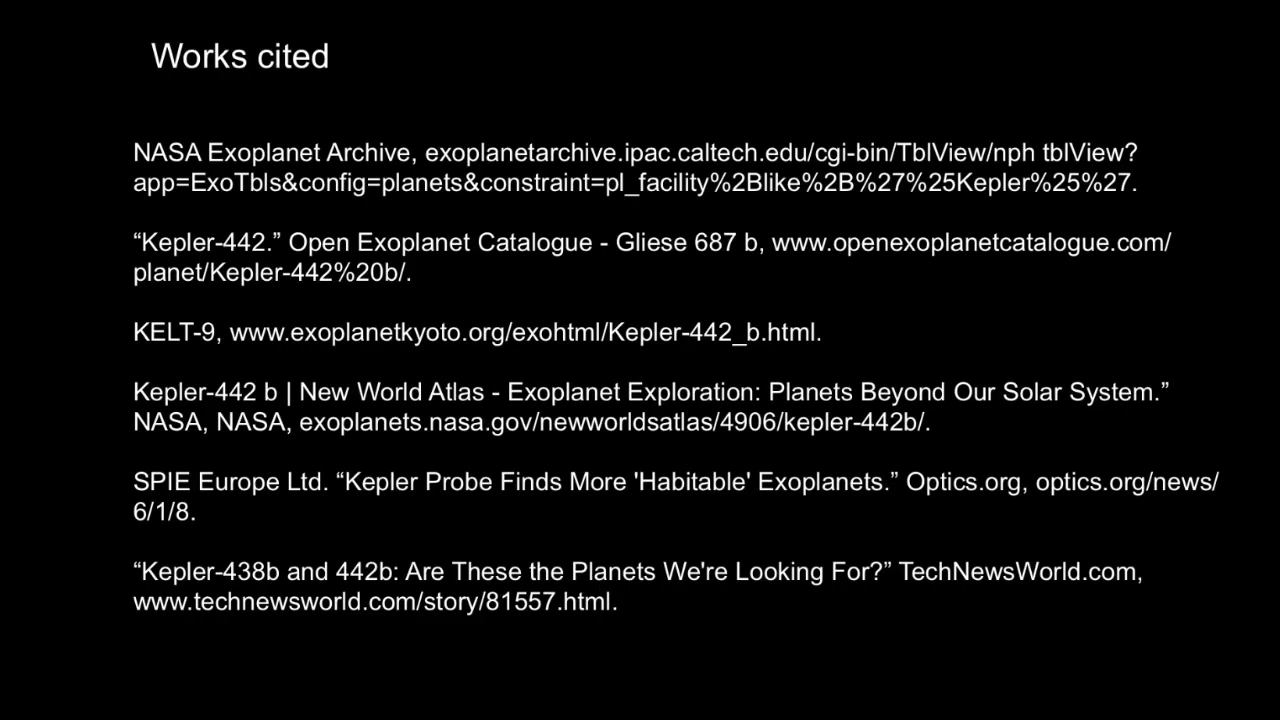 Works cited
NASA Exoplanet Archive, exoplanetarchive.ipac.caltech.edu/cgi-bin/TblView/nph tblView?
app=ExoTbls&config=planets&constraint=pl_facility%2Blike%2B%27%25Kepler%25%27.
“Kepler-442.” Open Exoplanet Catalogue - Gliese 687 b, www.openexoplanetcatalogue.com/
planet/Kepler-442%20b/.
KELT-9, www.exoplanetkyoto.org/exohtml/Kepler-442_b.html.
Kepler-442 b | New World Atlas - Exoplanet Exploration: Planets Beyond Our Solar System.”
NASA, NASA, exoplanets.nasa.gov/newworldsatlas/4906/kepler-442b/.
SPIE Europe Ltd. “Kepler Probe Finds More 'Habitable' Exoplanets.” Optics.org, optics.org/news/
6/1/8.
“Kepler-438b and 442b: Are These the Planets We're Looking For?” TechNewsWorld.com,
www.technewsworld.com/story/81557.html.